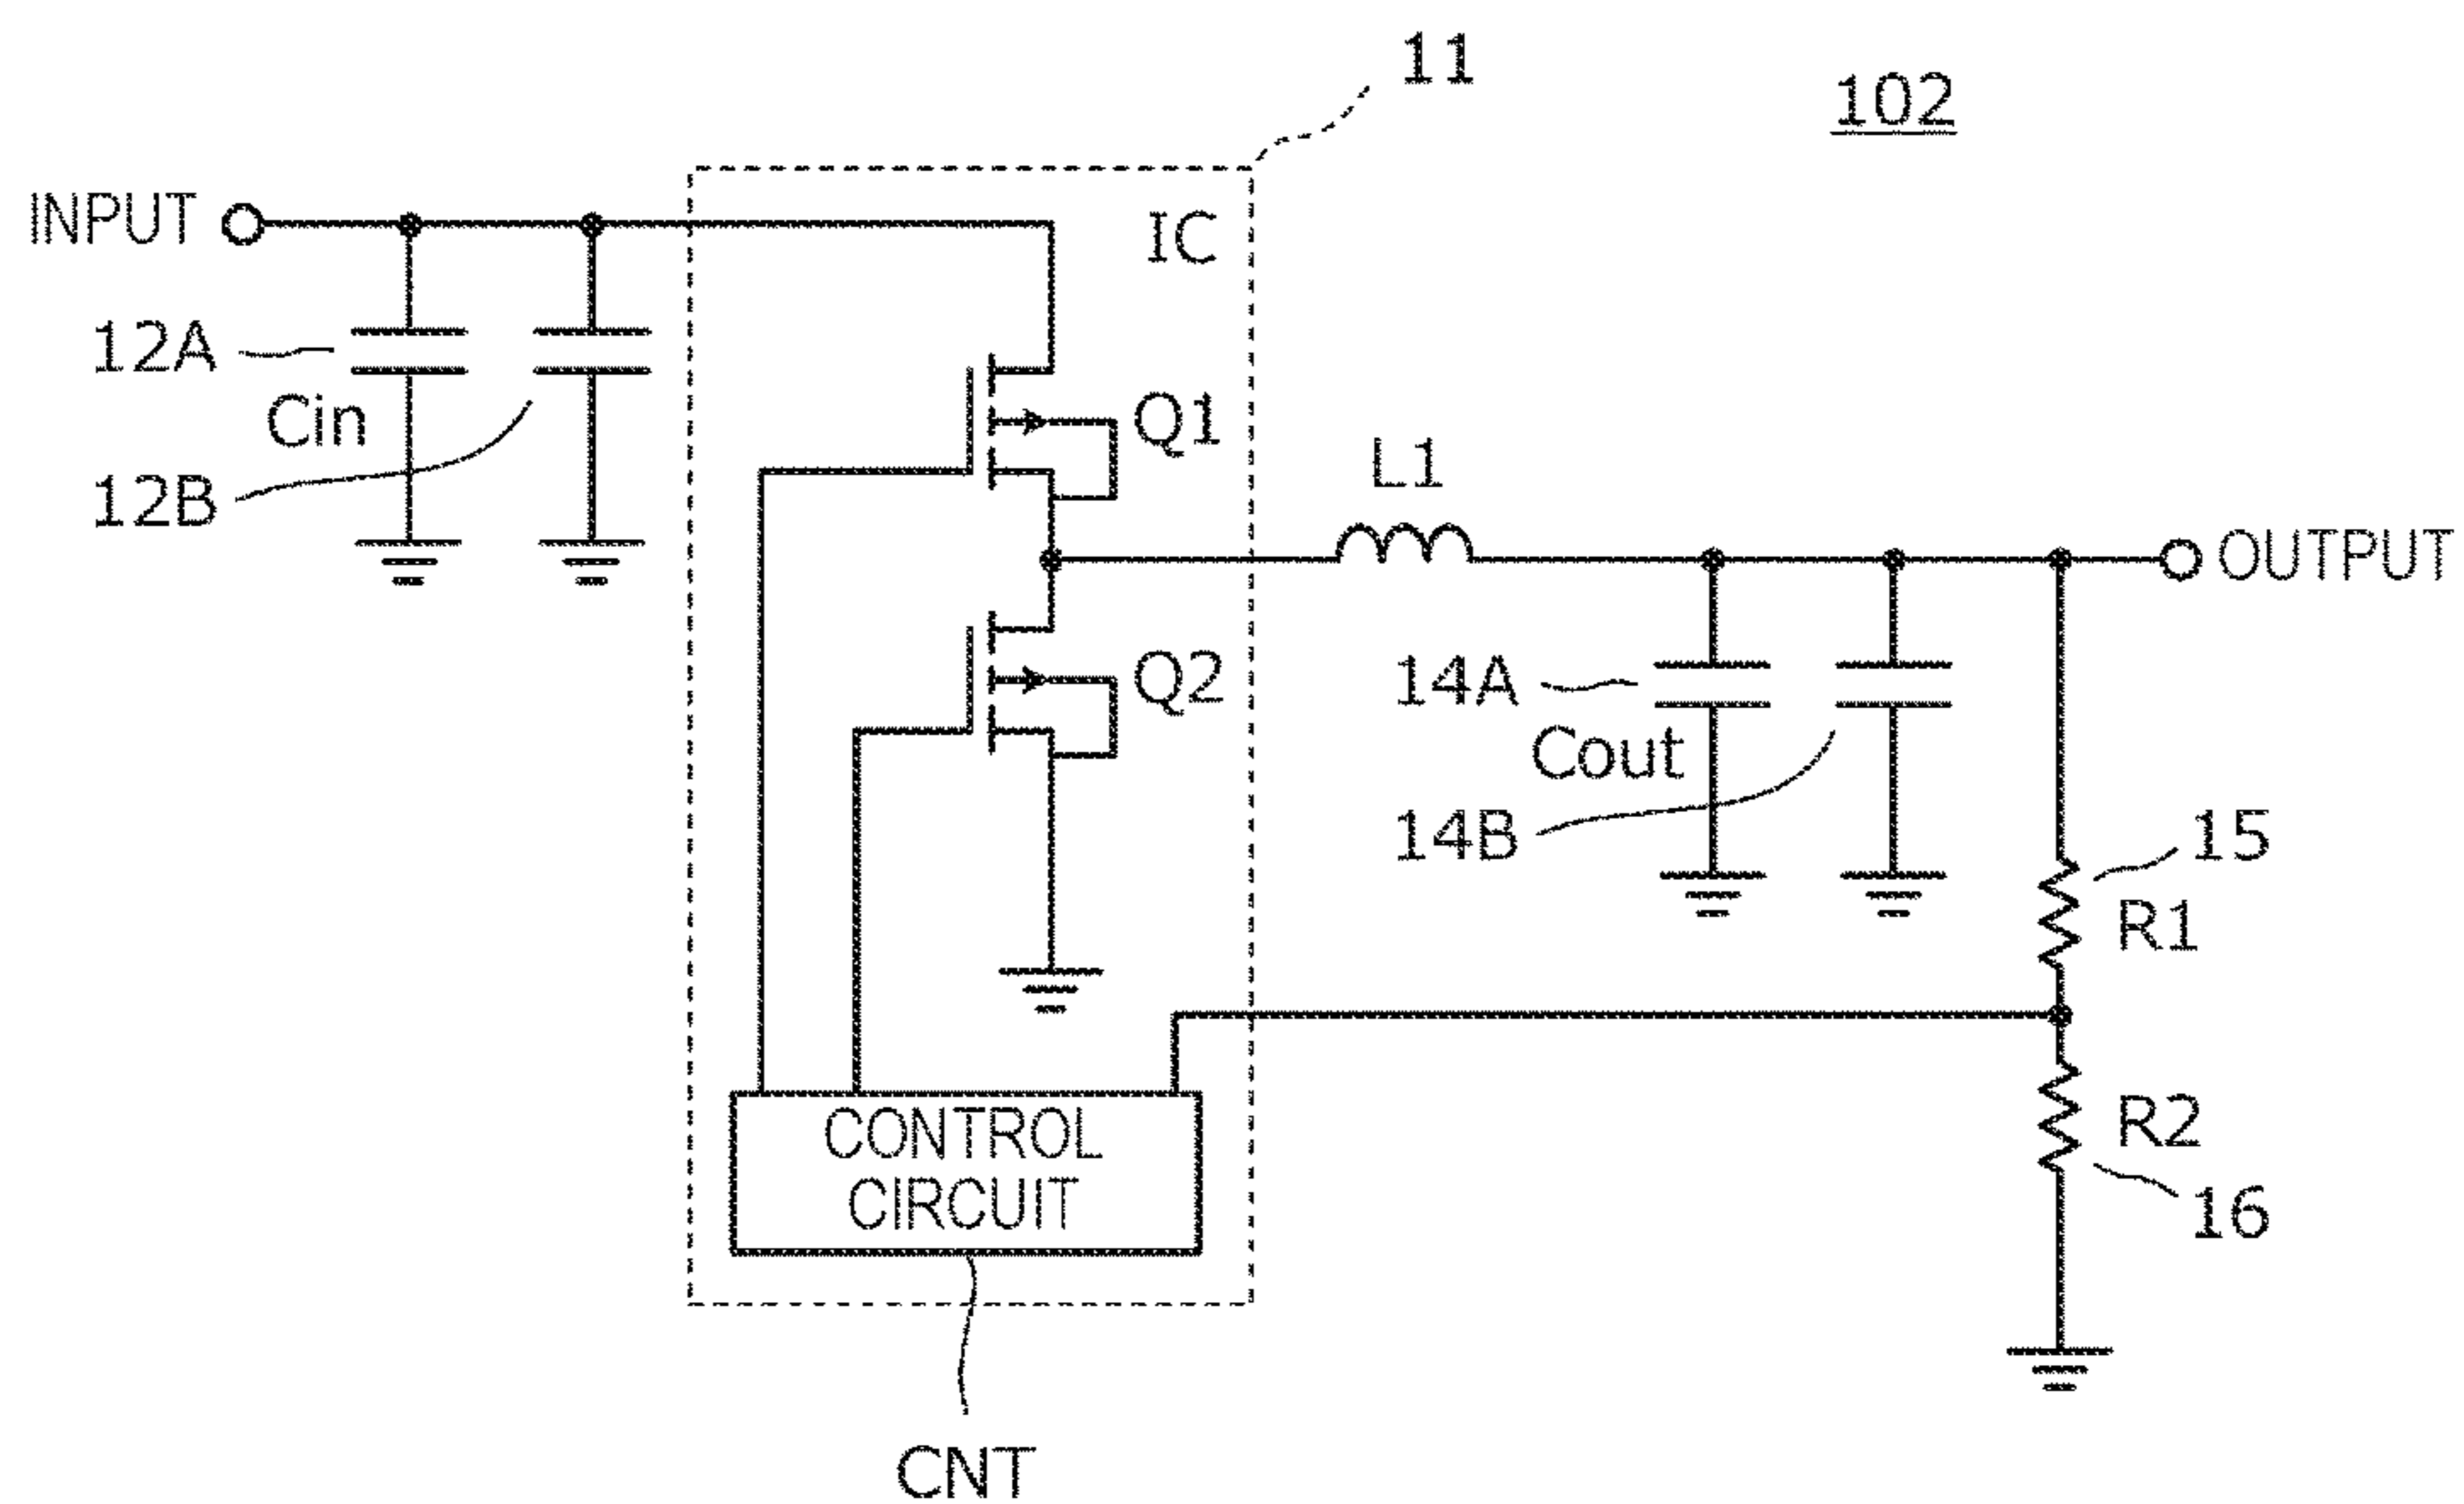 11
102
INPUT
IC
12A
Cin
12B
Q1
L1
OUTPUT
Q2
14A
Cout
14B
15
R1
R2
16
CONTROL
CIRCUIT
CNT